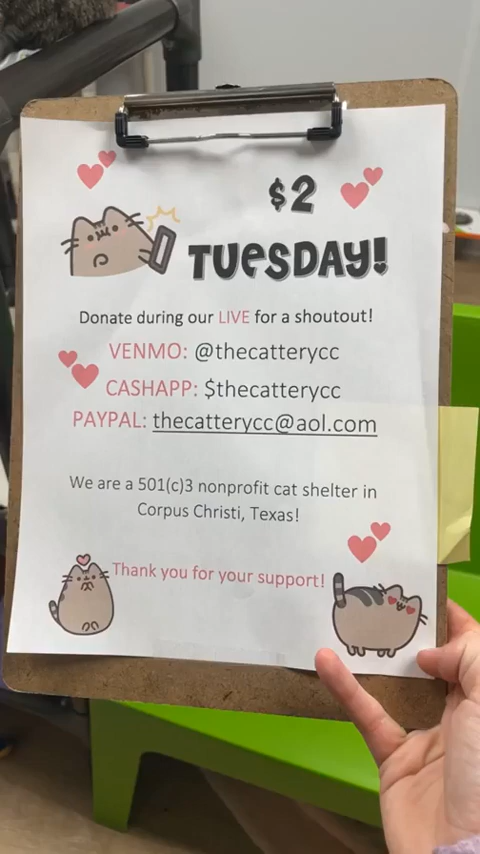 $2
TUeSDAY!
Donate during our LIVE for a shoutout!
VENMO: @thecatterycc
CASHAPP: $thecatterycc
PAYPAL: thecatterycc@aol.com
We are a 501(c)3 nonprofit cat shelter in
Corpus Christi, Texas!
Thank you for your support!